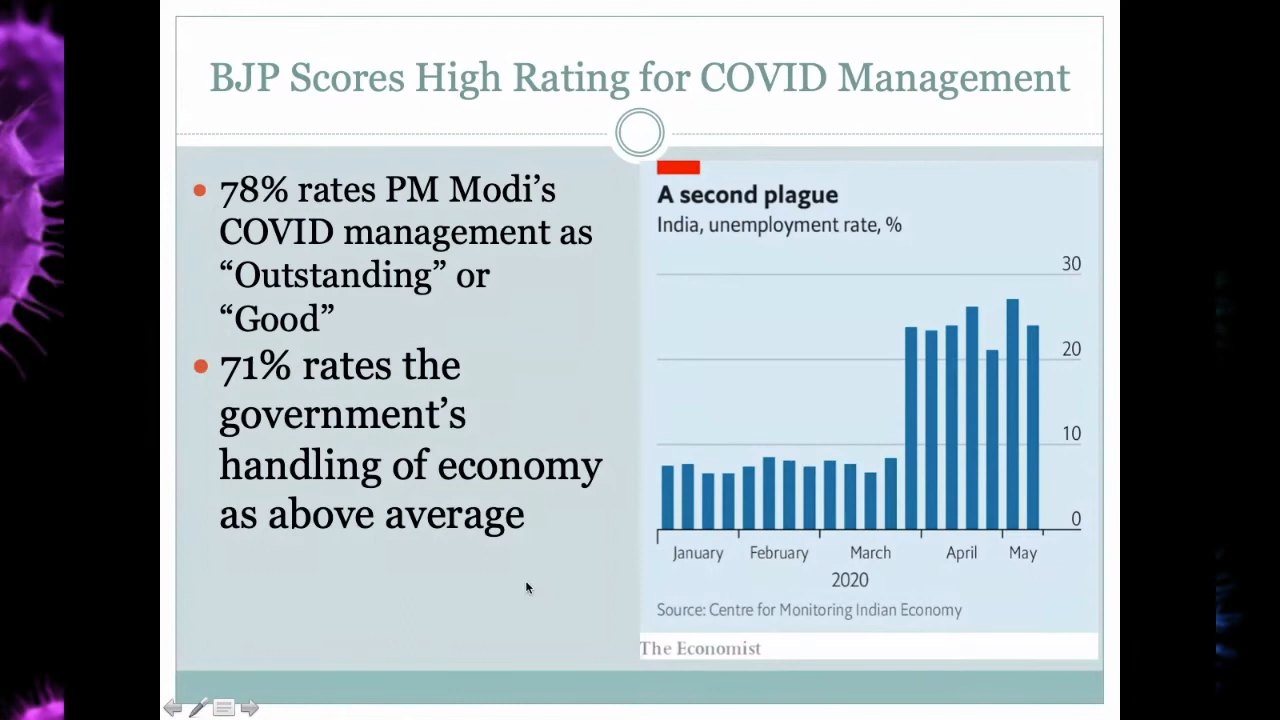 BJP Scores High Rating for COVID Management
78% rates PM Modi’s
COVID management as
“Outstanding” or
“Good”
71% rates the
government’s
handling of economy
as above average
A second plague
India, unemployment rate, %
30
20
10
0
January February March April May
2020
Source: Centre for Monitoring Indian Economy
The Economist